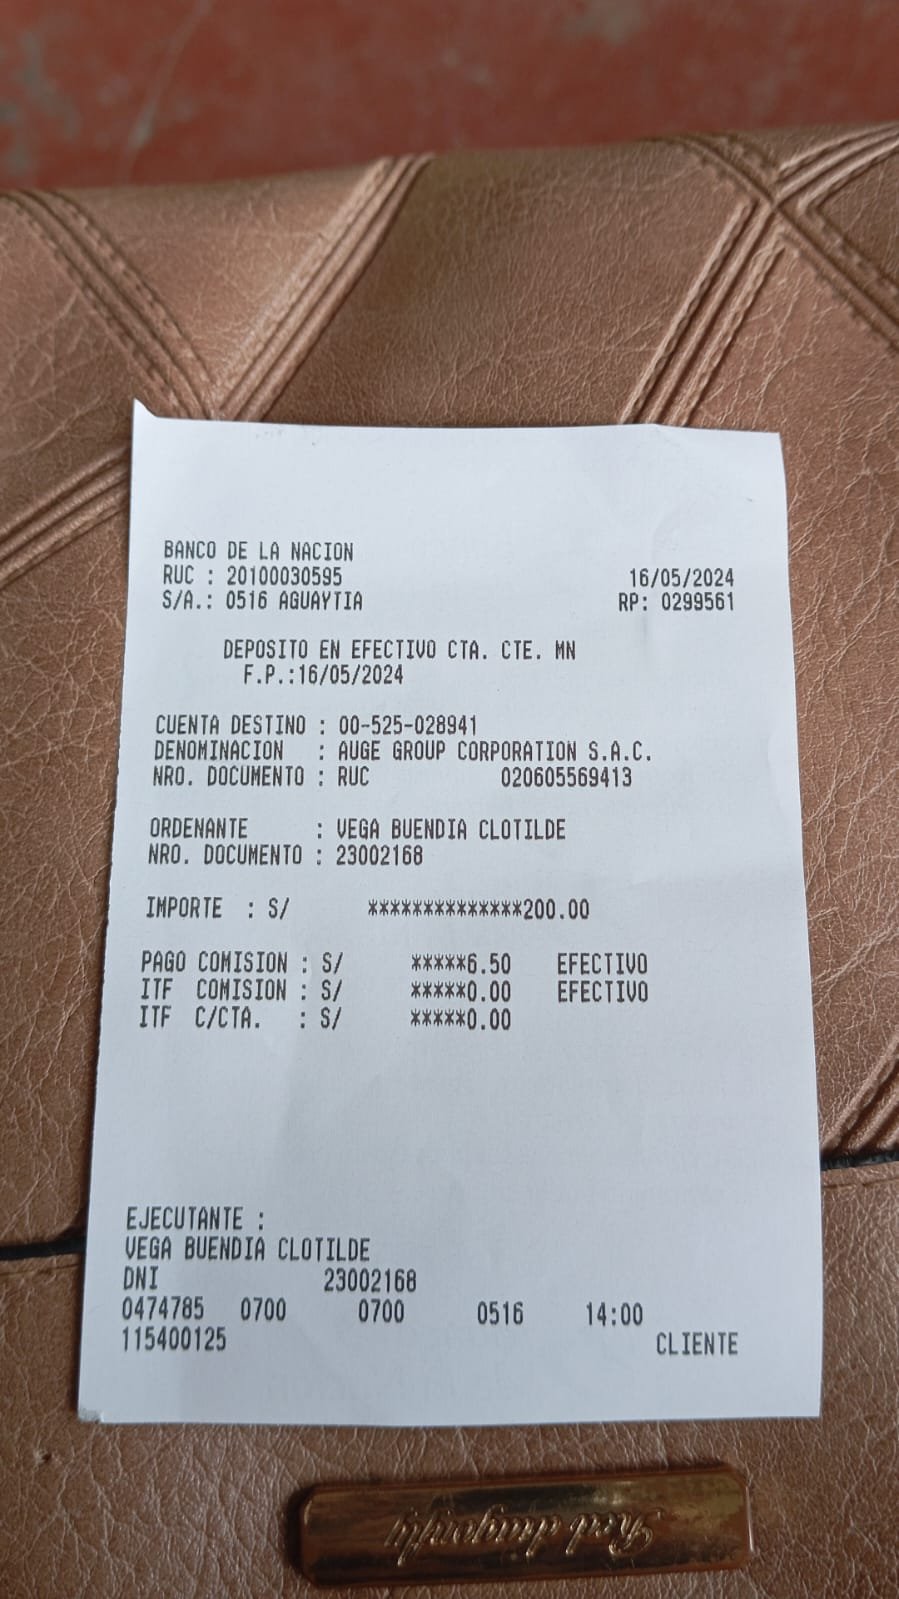 BANCO DE LA NACION
RUC : 20100030595 16/05/2024
S/A.: 0516 AGUAYTIA RP: 0299561
DEPOSITO EN EFECTIVO CTA. CTE. MN
F.P.:16/05/2024
CUENTA DESTINO : 00-525-028941
DENOMINACION : AUGE GROUP CORPORATION S.A.C.
NRO. DOCUMENTO : RUC 020605569413
ORDENANTE : VEGA BUENDIA CLOTILDE
NRO. DOCUMENTO : 23002168
IMPORTE : S/ **************200.00
PAGO COMISION : S/ *****6.50 EFECTIVO
ITF COMISION : S/ *****0.00 EFECTIVO
ITF C/CTA. : S/ *****0.00
EJECUTANTE :
VEGA BUENDIA CLOTILDE
DNI 23002168
0474785 0700 0700 0516 14:00
115400125 CLIENTE
Red dragonfly